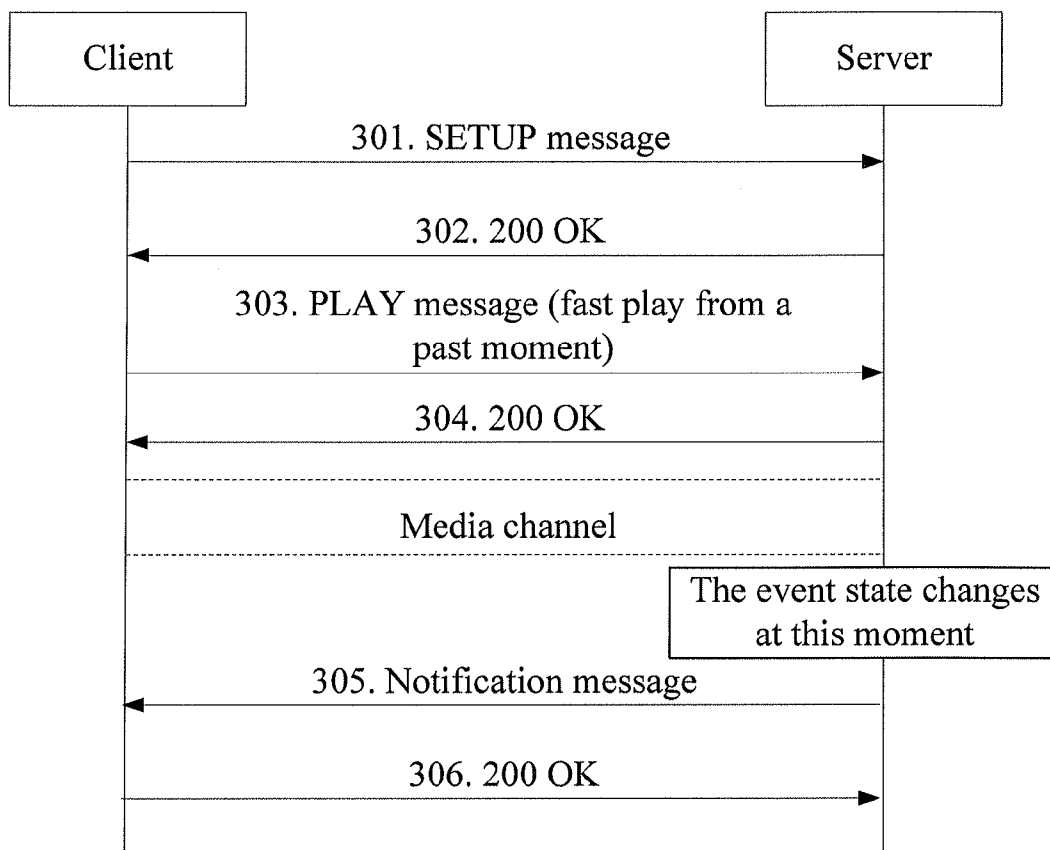 Client
Server
301. SETUP message
302. 200 OK
303. PLAY message (fast play from a
past moment)
304. 200 OK
Media channel
The event state changes
at this moment
305. Notification message
306. 200 OK